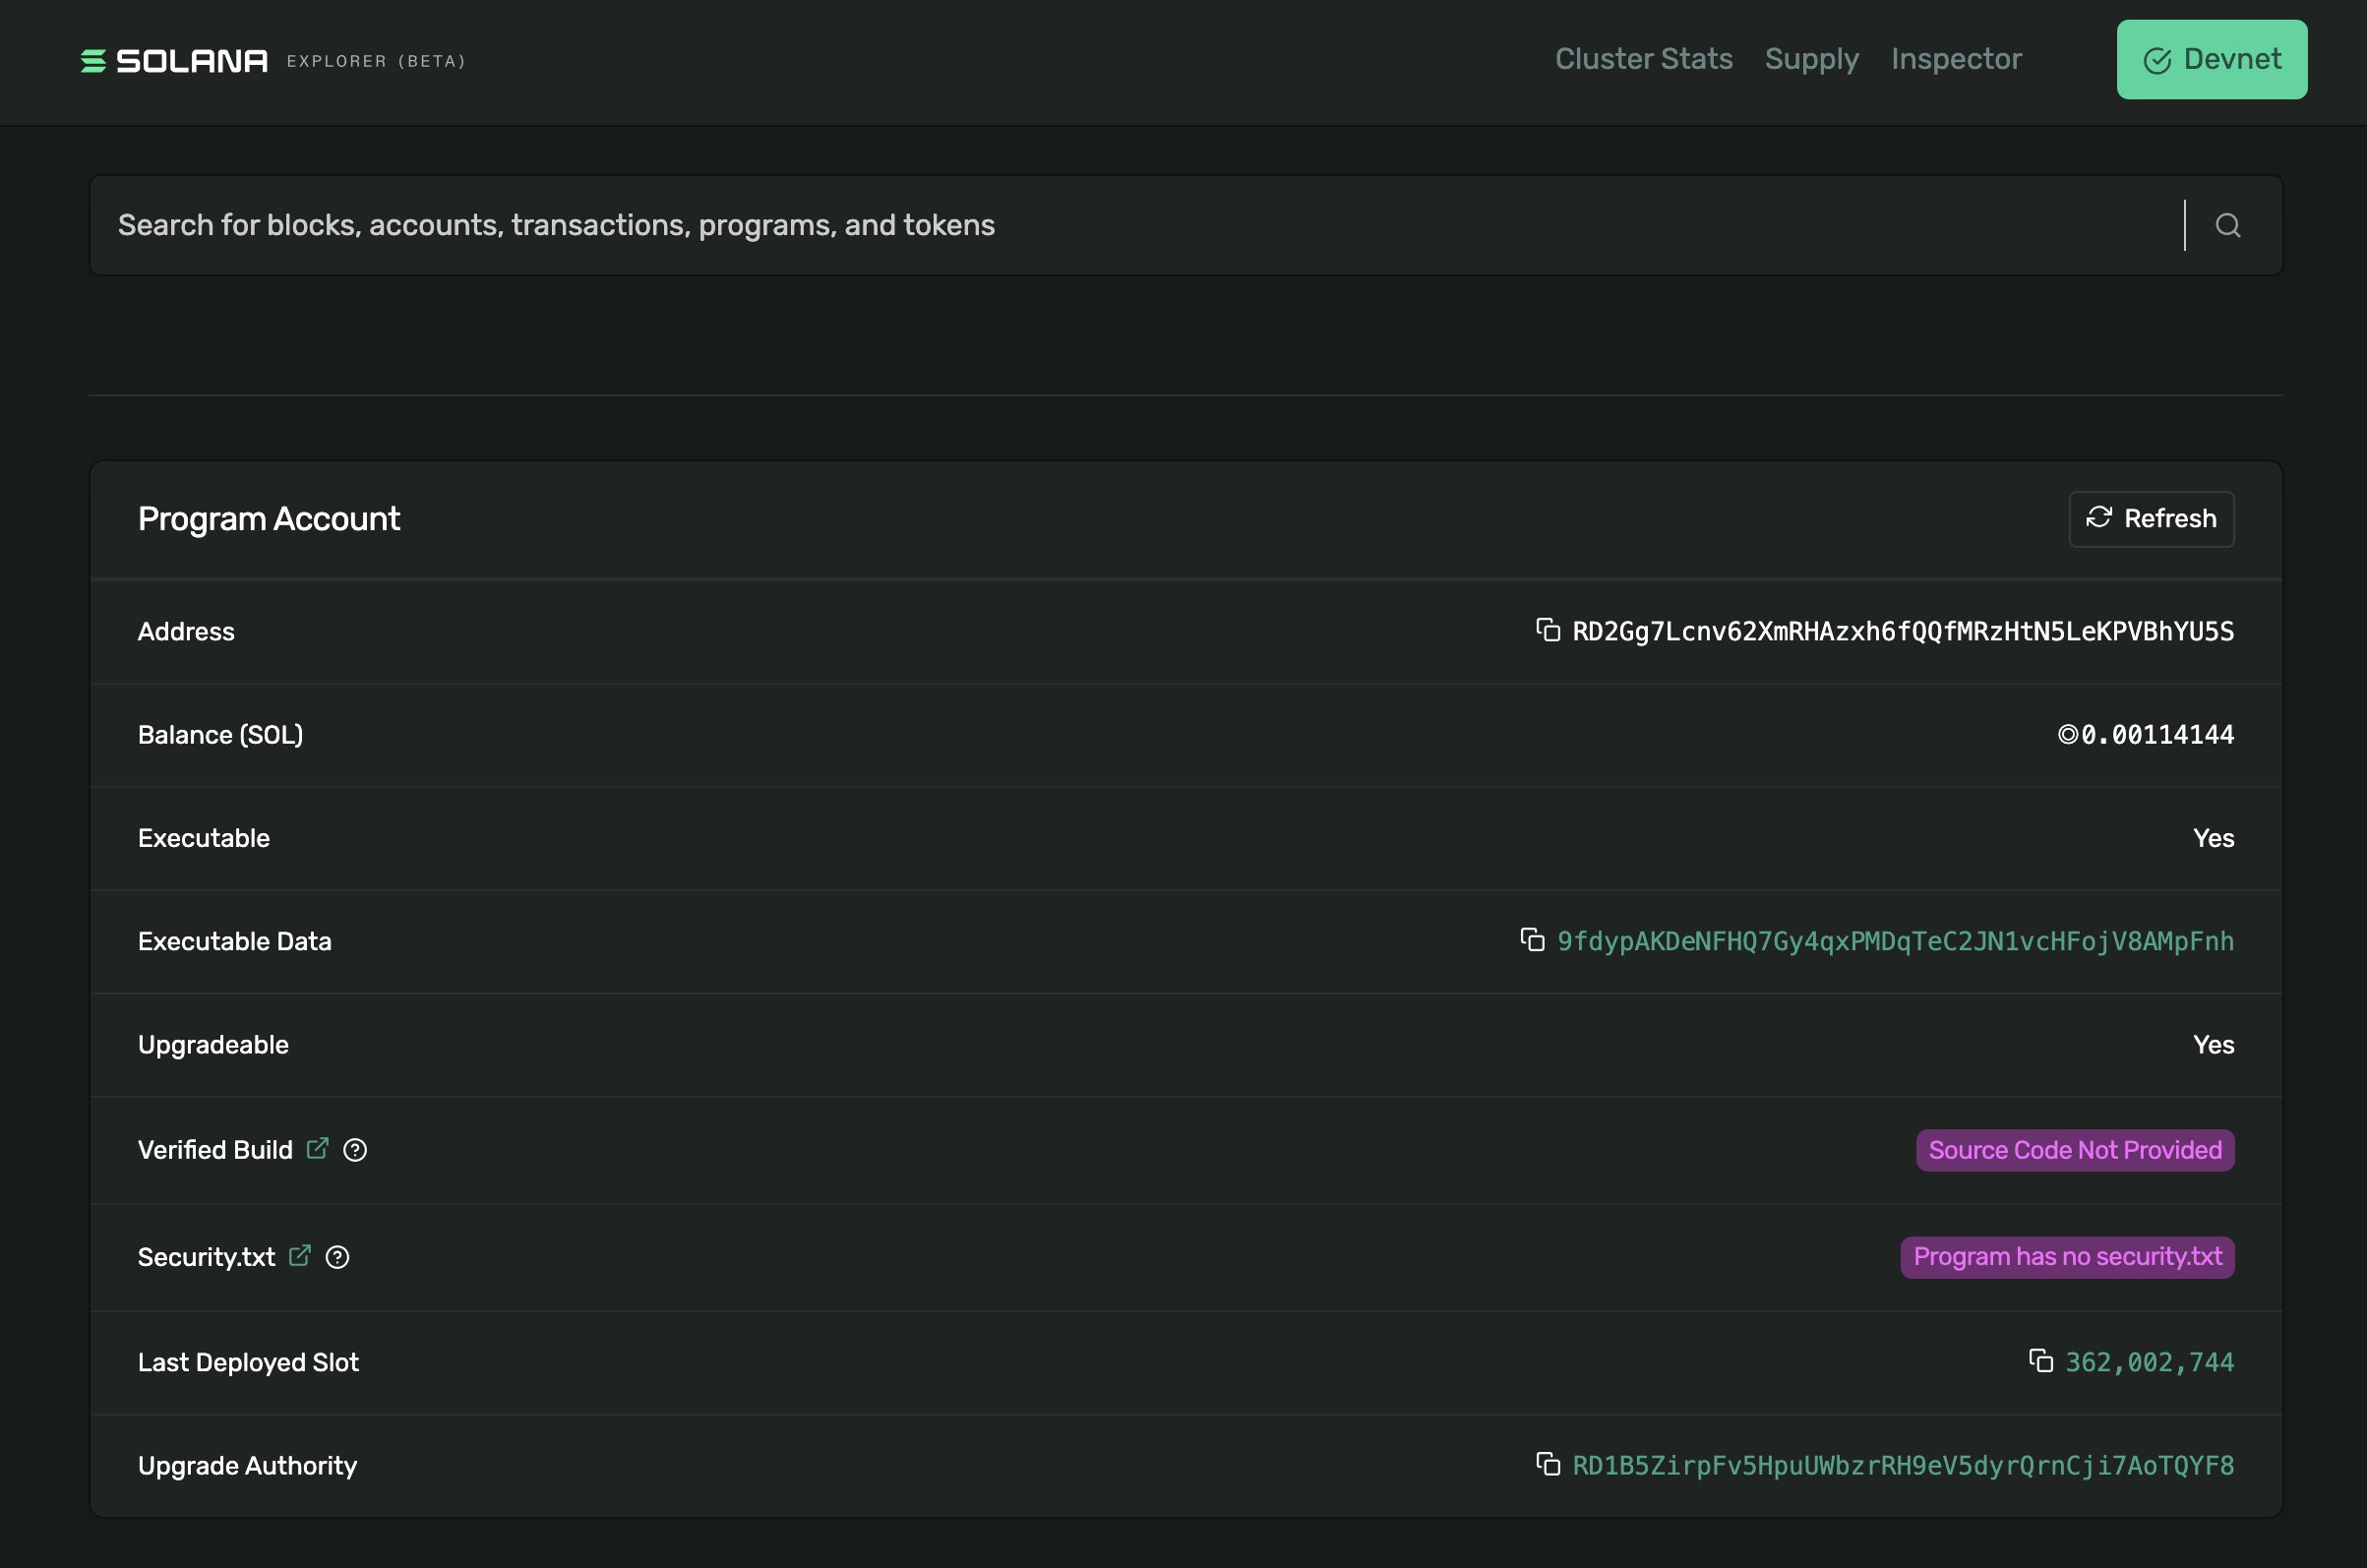 SOLANA EXPLORER (BETA)
Cluster Stats Supply Inspector Devnet
Search for blocks, accounts, transactions, programs, and tokens
Program Account Refresh
Address RD2Gg7Lcnv62XmRHAzxh6fQQfMRzHtN5LeKPVBhYU5S
Balance (SOL) ◎0.00114144
Executable Yes
Executable Data 9fdypAKDeNFHQ7Gy4qxPMDqTeC2JN1vcHFojV8AMpFnh
Upgradeable Yes
Verified Build Source Code Not Provided
Security.txt Program has no security.txt
Last Deployed Slot 362,002,744
Upgrade Authority RD1B5ZirpFv5HpuUWbzrRH9eV5dyrQrnCji7AoTQYF8